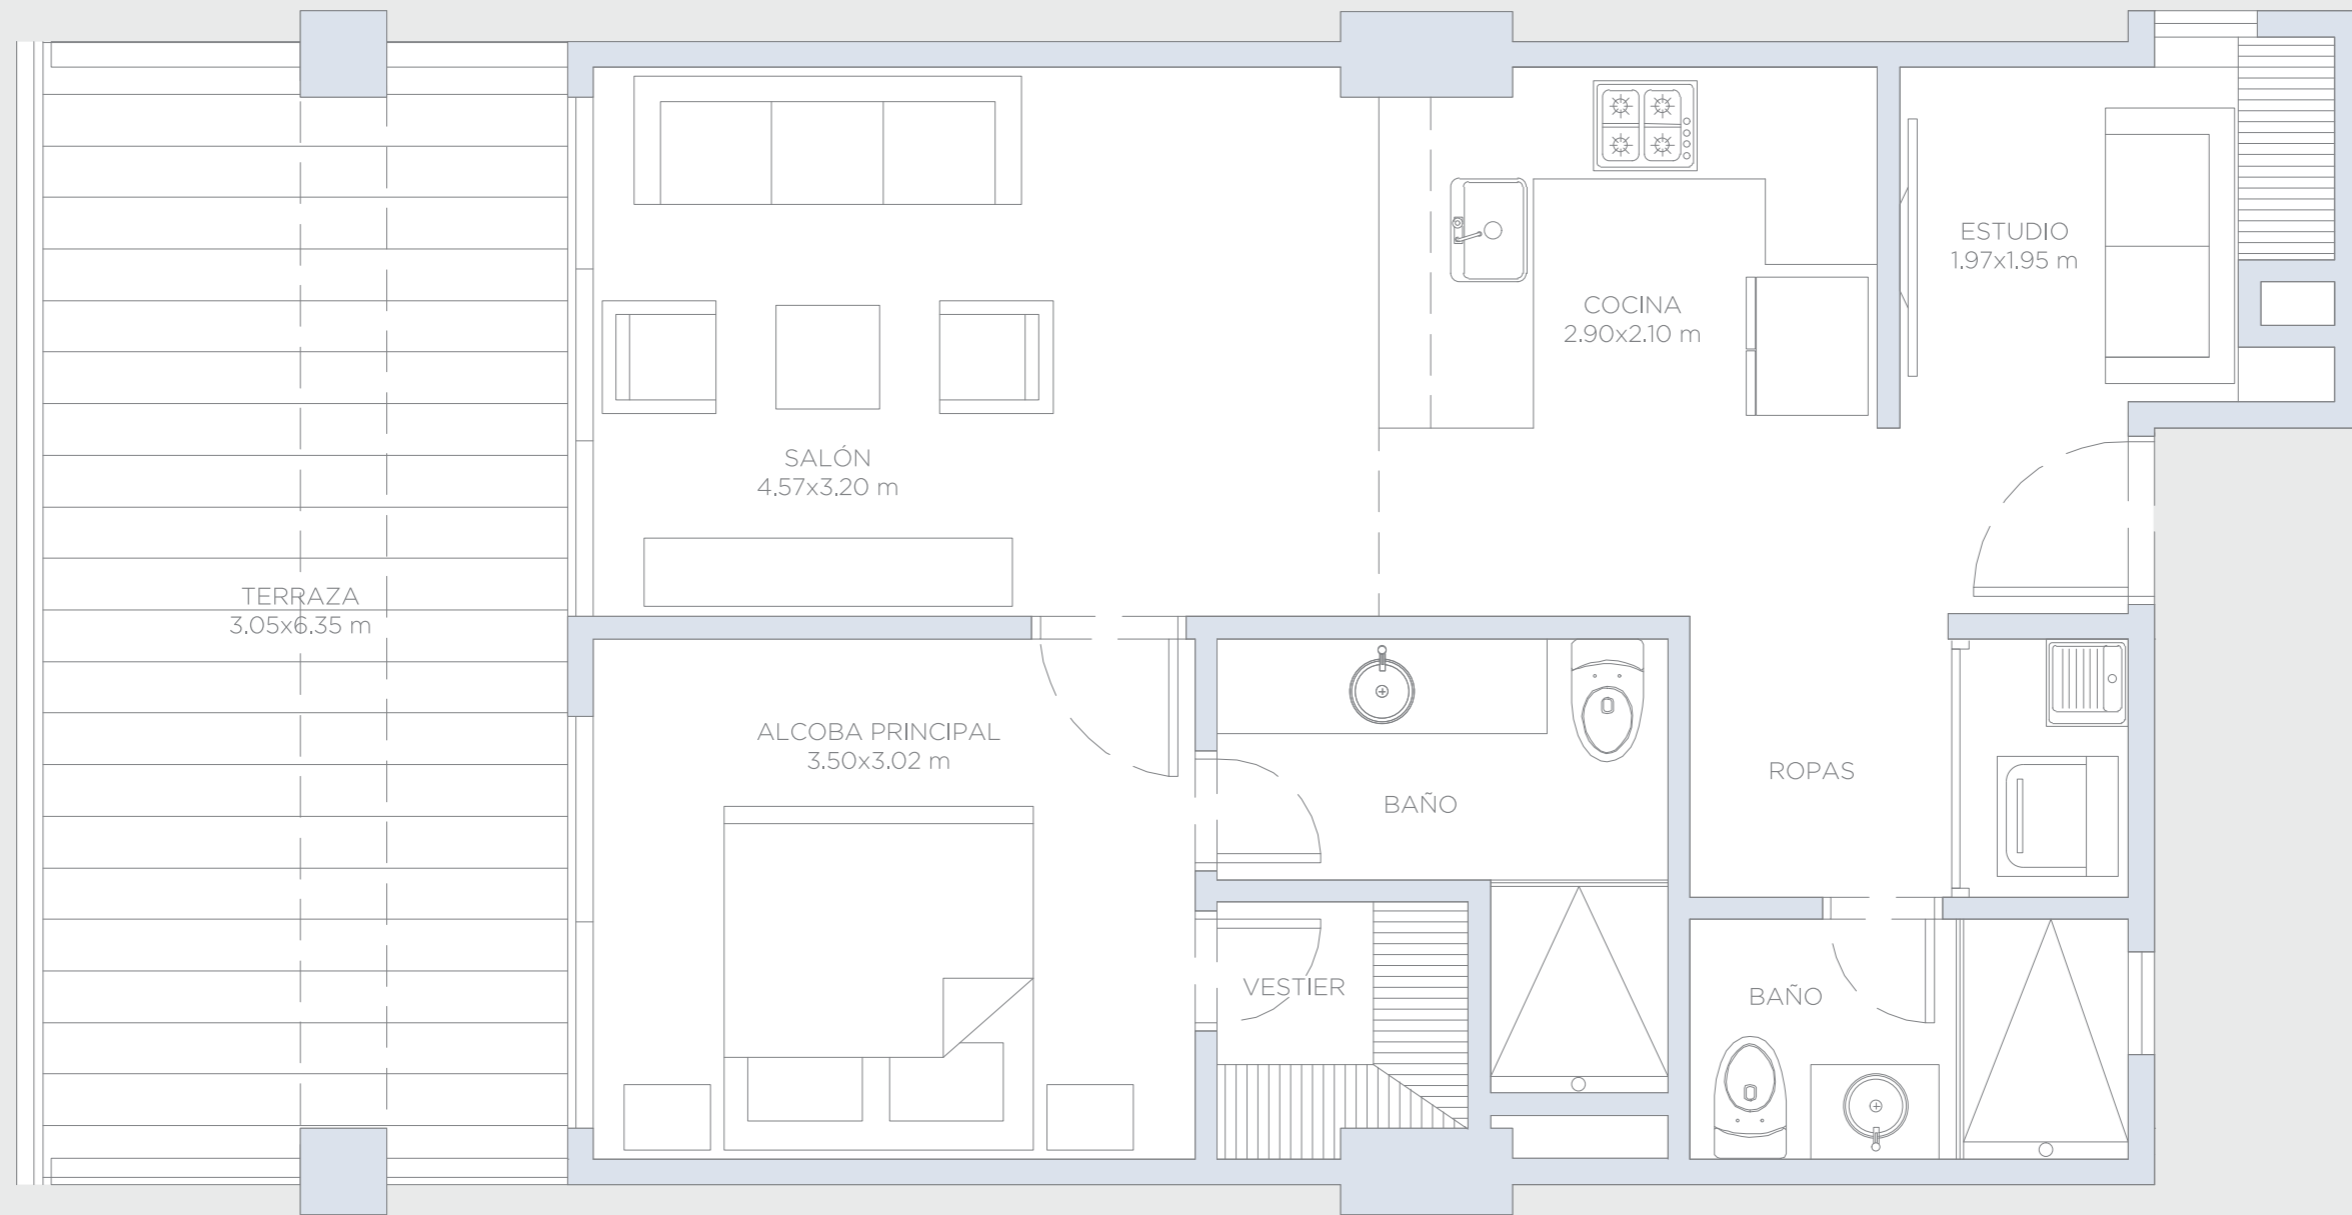 ESTUDIO
1.97x1.95 m
COCINA
2.90x2.10 m
SALÓN
4.57x3.20 m
TERRAZA
3.05x6.35 m
ALCOBA PRINCIPAL
3.50x3.02 m
ROPAS
BAÑO
VESTIER
BAÑO